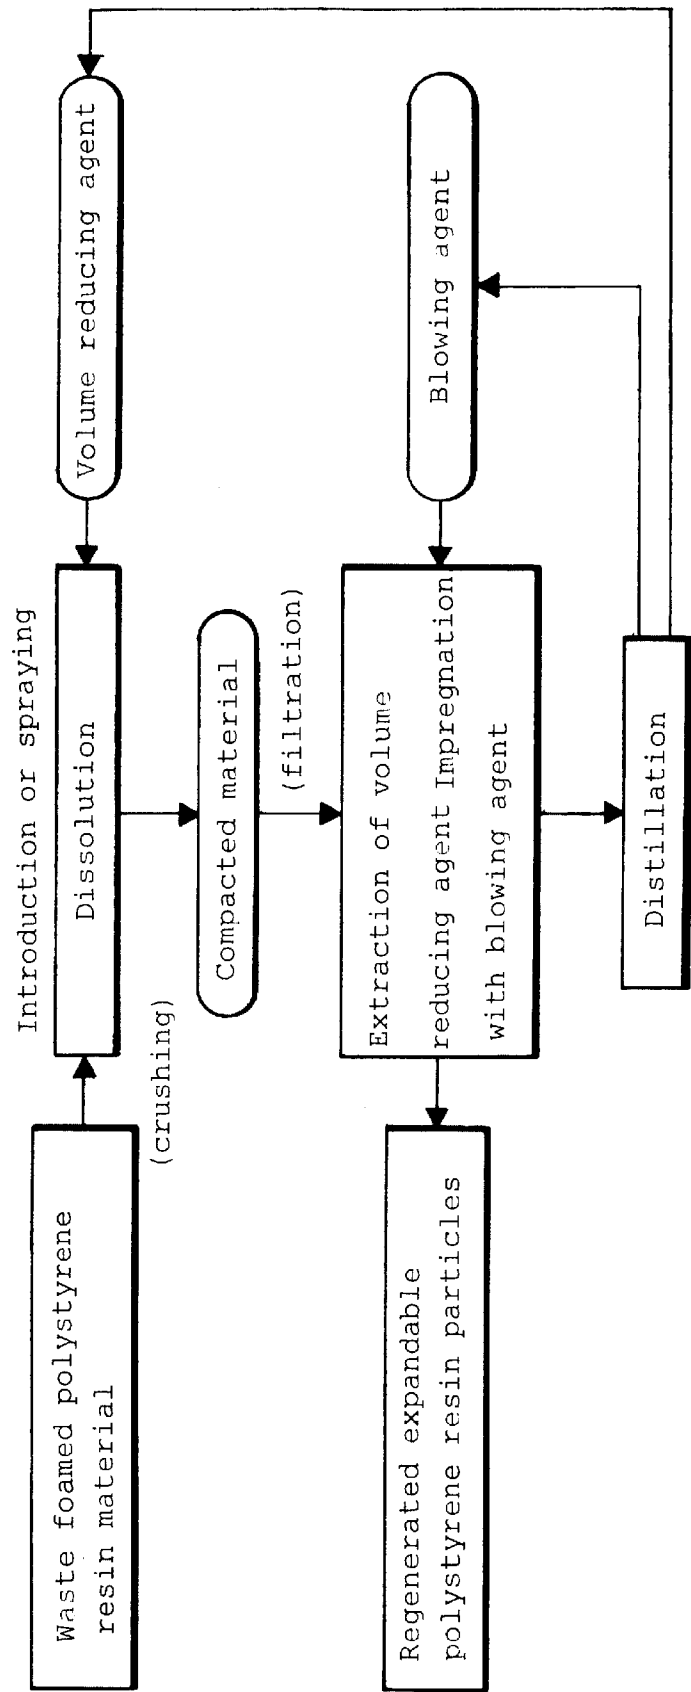 Introduction or spraying
Waste foamed polystyrene
resin material
Dissolution
Volume reducing agent
(crushing)
Compacted material
(filtration)
Regenerated expandable
polystyrene resin particles
Extraction of volume
reducing agent Impregnation
with blowing agent
Blowing agent
Distillation